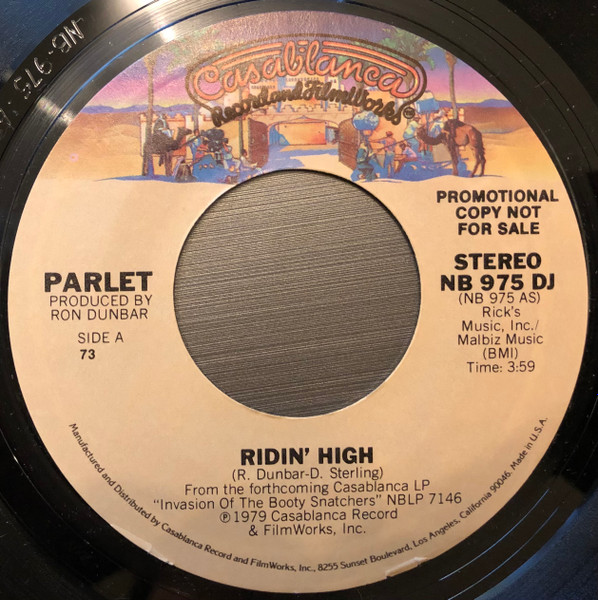 NB-975
Casablanca
Record and FilmWorks
PROMOTIONAL
COPY NOT
FOR SALE
PARLET
PRODUCED BY
RON DUNBAR
SIDE A
73
STEREO
NB 975 DJ
(NB 975 AS)
Rick's
Music, Inc./
Malbiz Music
(BMI)
Time: 3:59
RIDIN' HIGH
(R. Dunbar-D. Sterling)
From the forthcoming Casablanca LP
"Invasion Of The Booty Snatchers" NBLP 7146
℗ 1979 Casablanca Record
& FilmWorks, Inc.
Manufactured and Distributed by Casablanca Record and FilmWorks, Inc., 8255 Sunset Boulevard, Los Angeles, California 90046. Made in U.S.A.